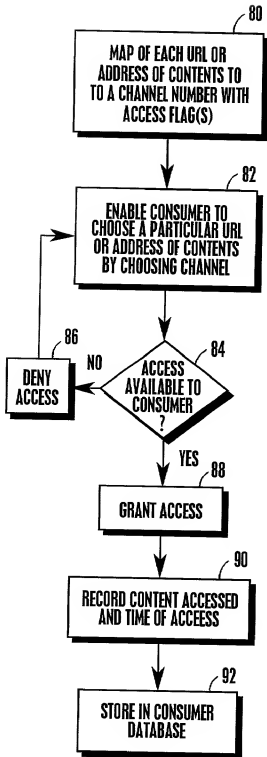 80
MAP OF EACH URL OR
ADDRESS OF CONTENTS TO
TO A CHANNEL NUMBER WITH
ACCESS FLAG(S)
82
ENABLE CONSUMER TO
CHOOSE A PARTICULAR URL
OR ADDRESS OF CONTENTS
BY CHOOSING CHANNEL
86
DENY
ACCESS
NO
84
ACCESS
AVAILABLE TO
CONSUMER
?
YES
88
GRANT ACCESS
90
RECORD CONTENT ACCESSED
AND TIME OF ACCEESS
92
STORE IN CONSUMER
DATABASE